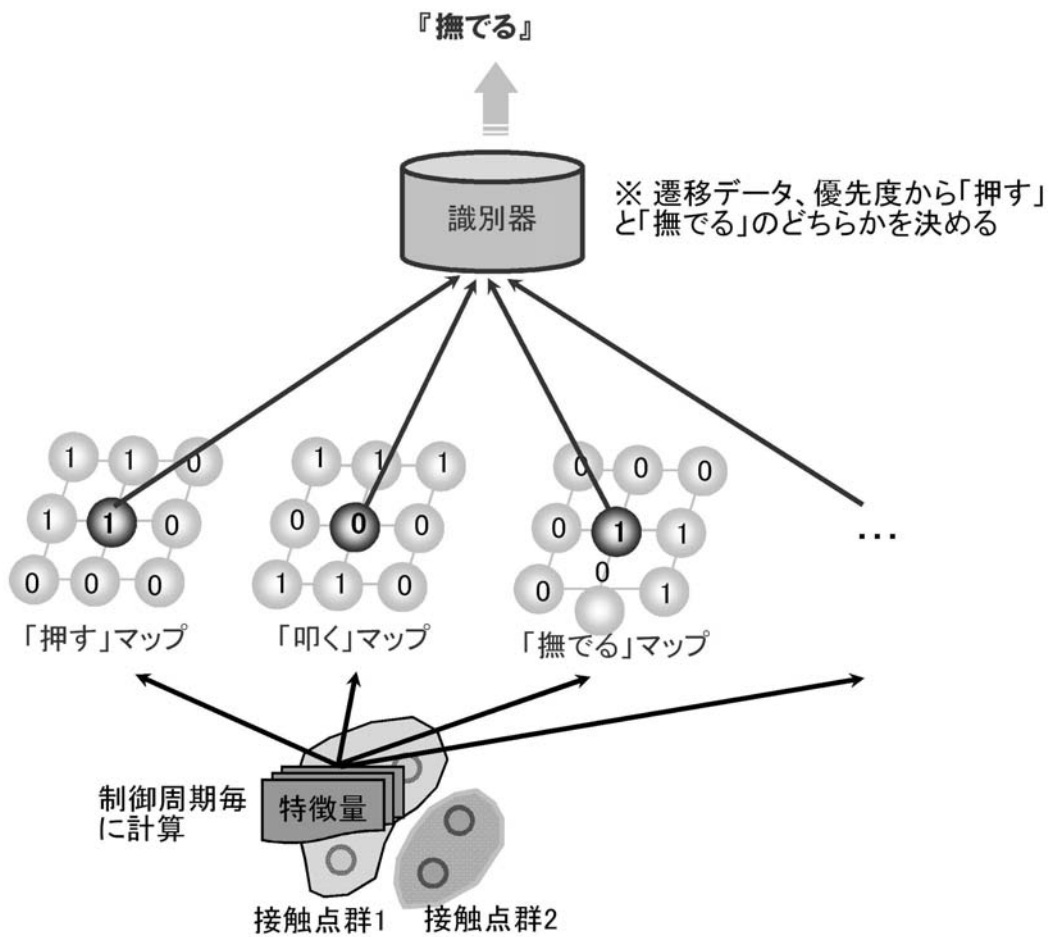 『撫でる』
識別器
※ 遷移データ、優先度から「押す」
と「撫でる」のどちらかを決める
1 1 0
1 1 0
0 0 0
「押す」マップ
1 1 1
0 0 0
1 1 0
「叩く」マップ
0 0 0
0 1 1
0
0 1
「撫でる」マップ
…
制御周期毎
に計算
特徴量
接触点群1
接触点群2